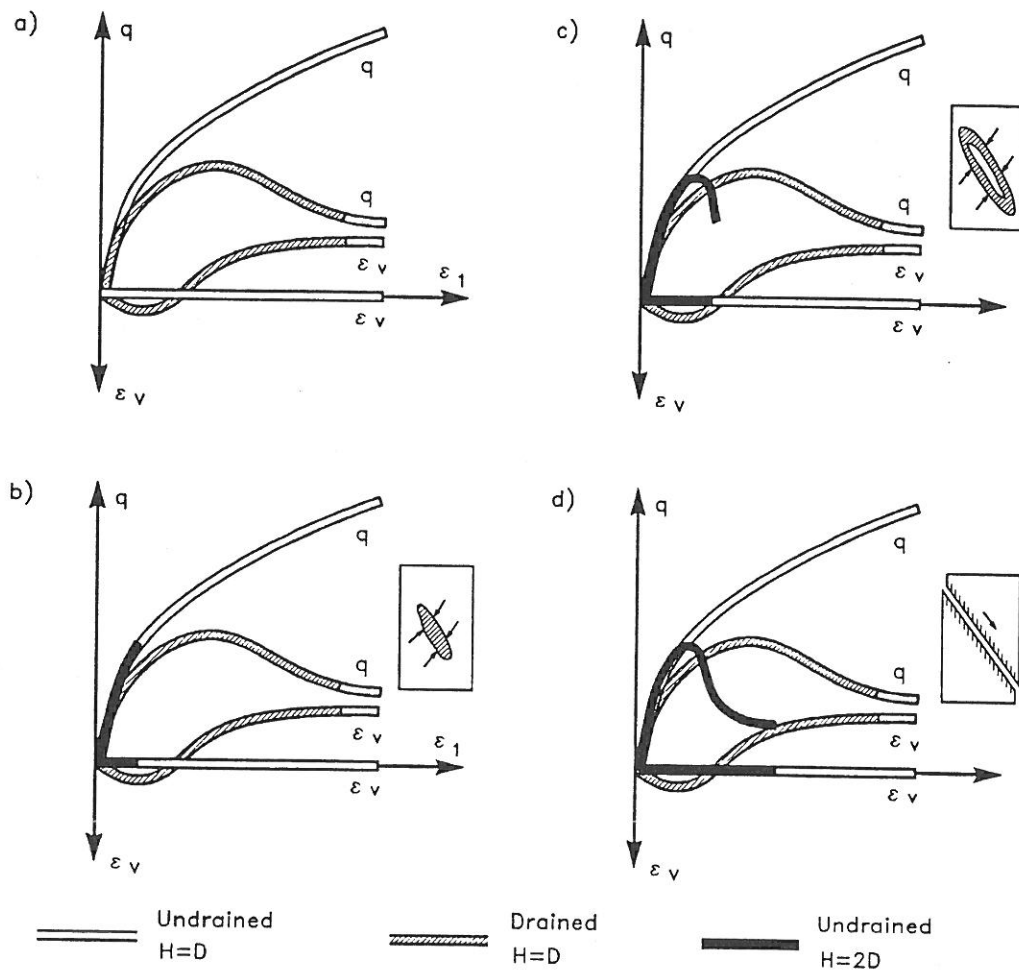 a)
q
q
q
ε v
ε 1
ε v
ε v
c)
q
q
q
ε v
ε v
ε v
b)
q
q
q
ε v
ε 1
ε v
ε v
d)
q
q
q
ε v
ε v
ε v
Undrained
H=D
Drained
H=D
Undrained
H=2D